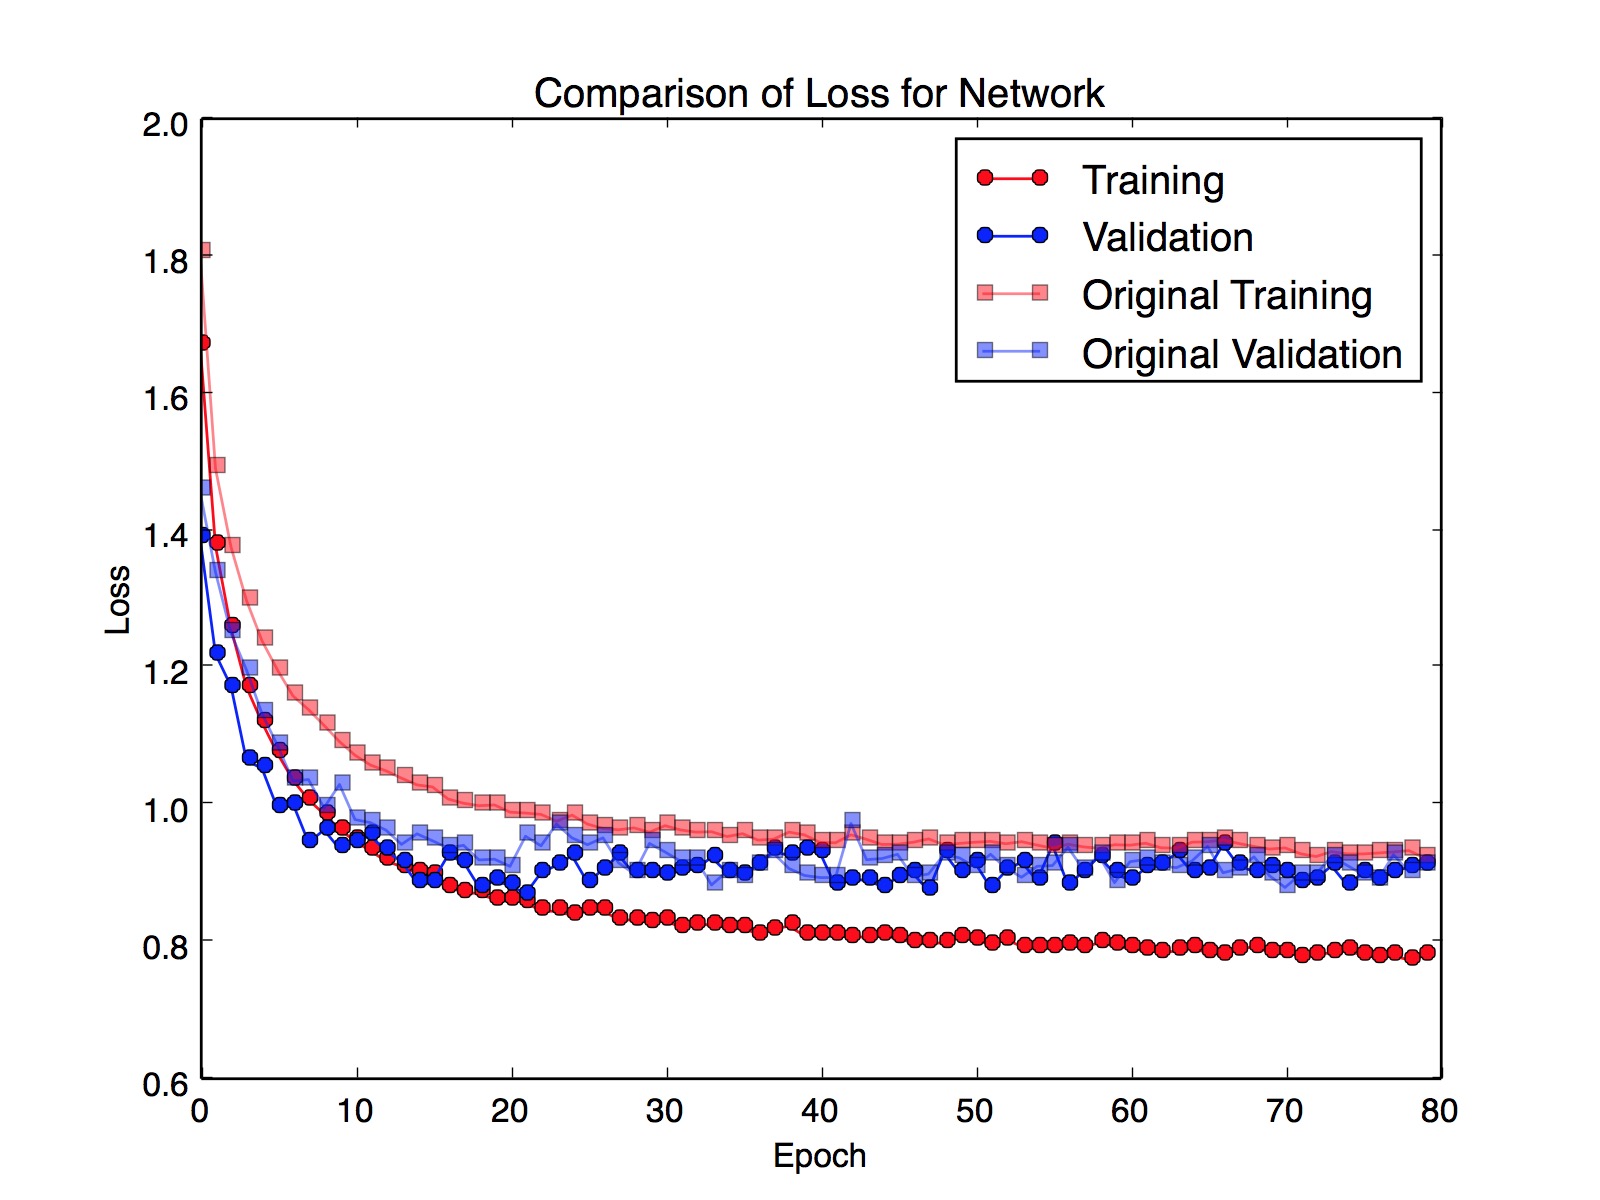 Comparison of Loss for Network
2.0
1.8
1.6
1.4
1.2
1.0
0.8
0.6
Loss
Training
Validation
Original Training
Original Validation
0 10 20 30 40 50 60 70 80
Epoch